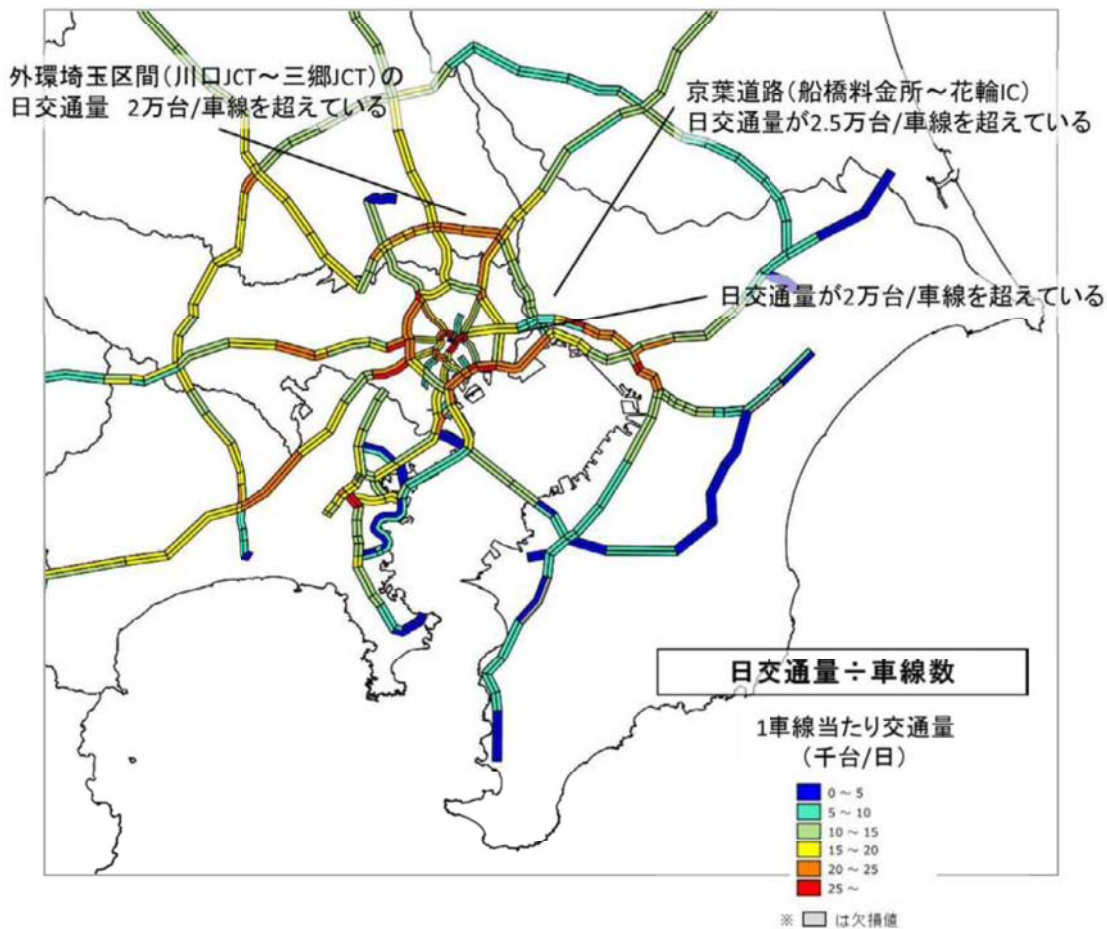 外環埼玉区間（川口JCT～三郷JCT）の
日交通量 2万台/車線を超えている
京葉道路（船橋料金所～花輪IC）
日交通量が2.5万台/車線を超えている
日交通量が2万台/車線を超えている
日交通量÷車線数
1車線当たり交通量
（千台/日）
0 ～ 5
5 ～ 10
10 ～ 15
15 ～ 20
20 ～ 25
25 ～
※ は欠損値